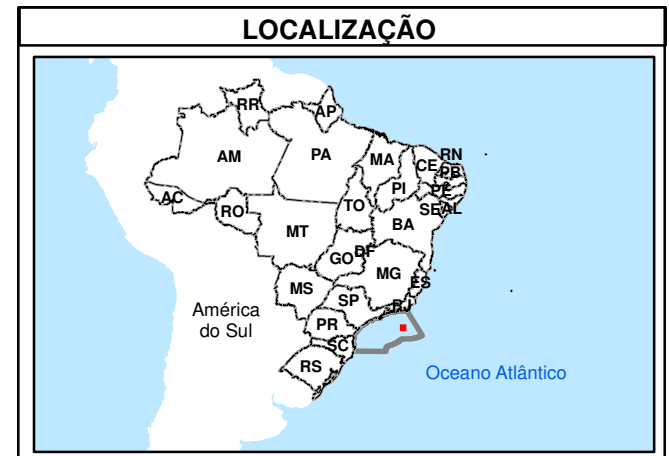 LOCALIZAÇÃO
RR
AP
AM
PA
MA
CE
RN
PB
PI
PE
AC
TO
SE
AL
RO
BA
MT
DF
GO
MG
MS
ES
SP
RJ
América
do Sul
PR
SC
RS
Oceano Atlântico